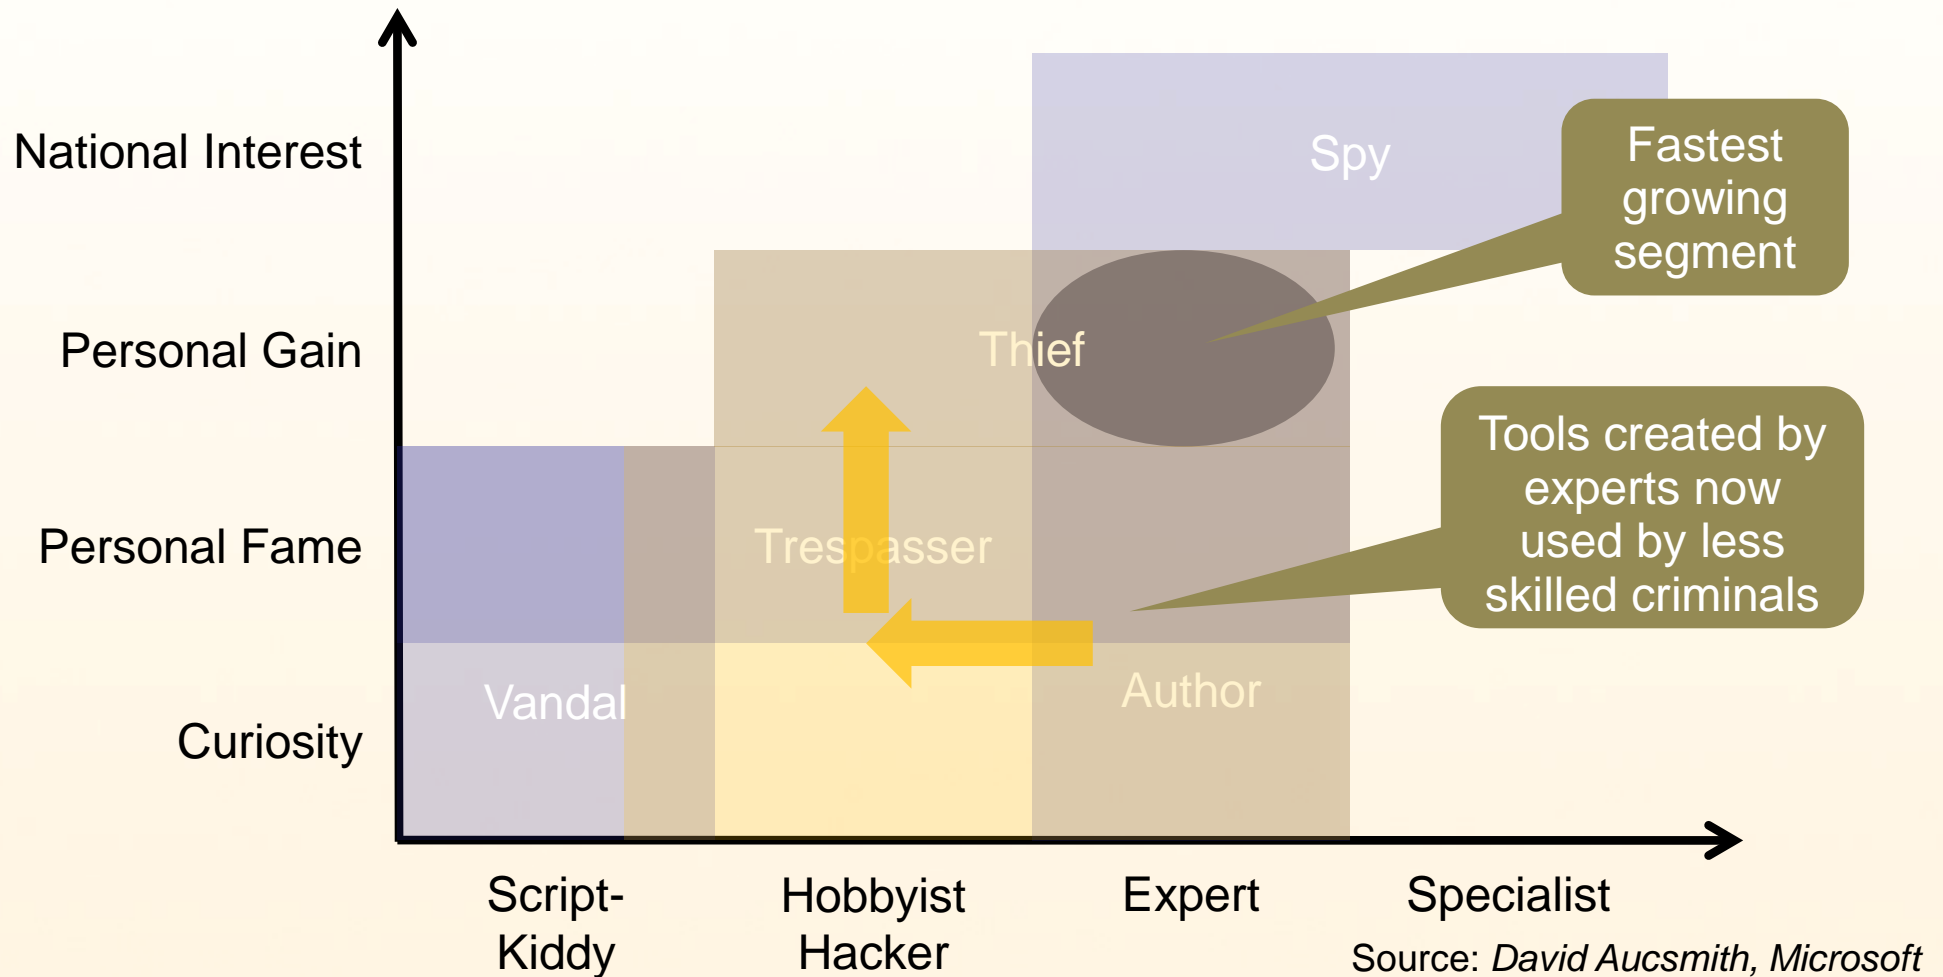 National Interest
Spy
Fastest
growing
segment
Personal Gain
Thief
Tools created by
experts now
used by less
skilled criminals
Personal Fame
Trespasser
Vandal
Author
Curiosity
Script-
Kiddy
Hobbyist
Hacker
Expert
Specialist
Source: David Aucsmith, Microsoft